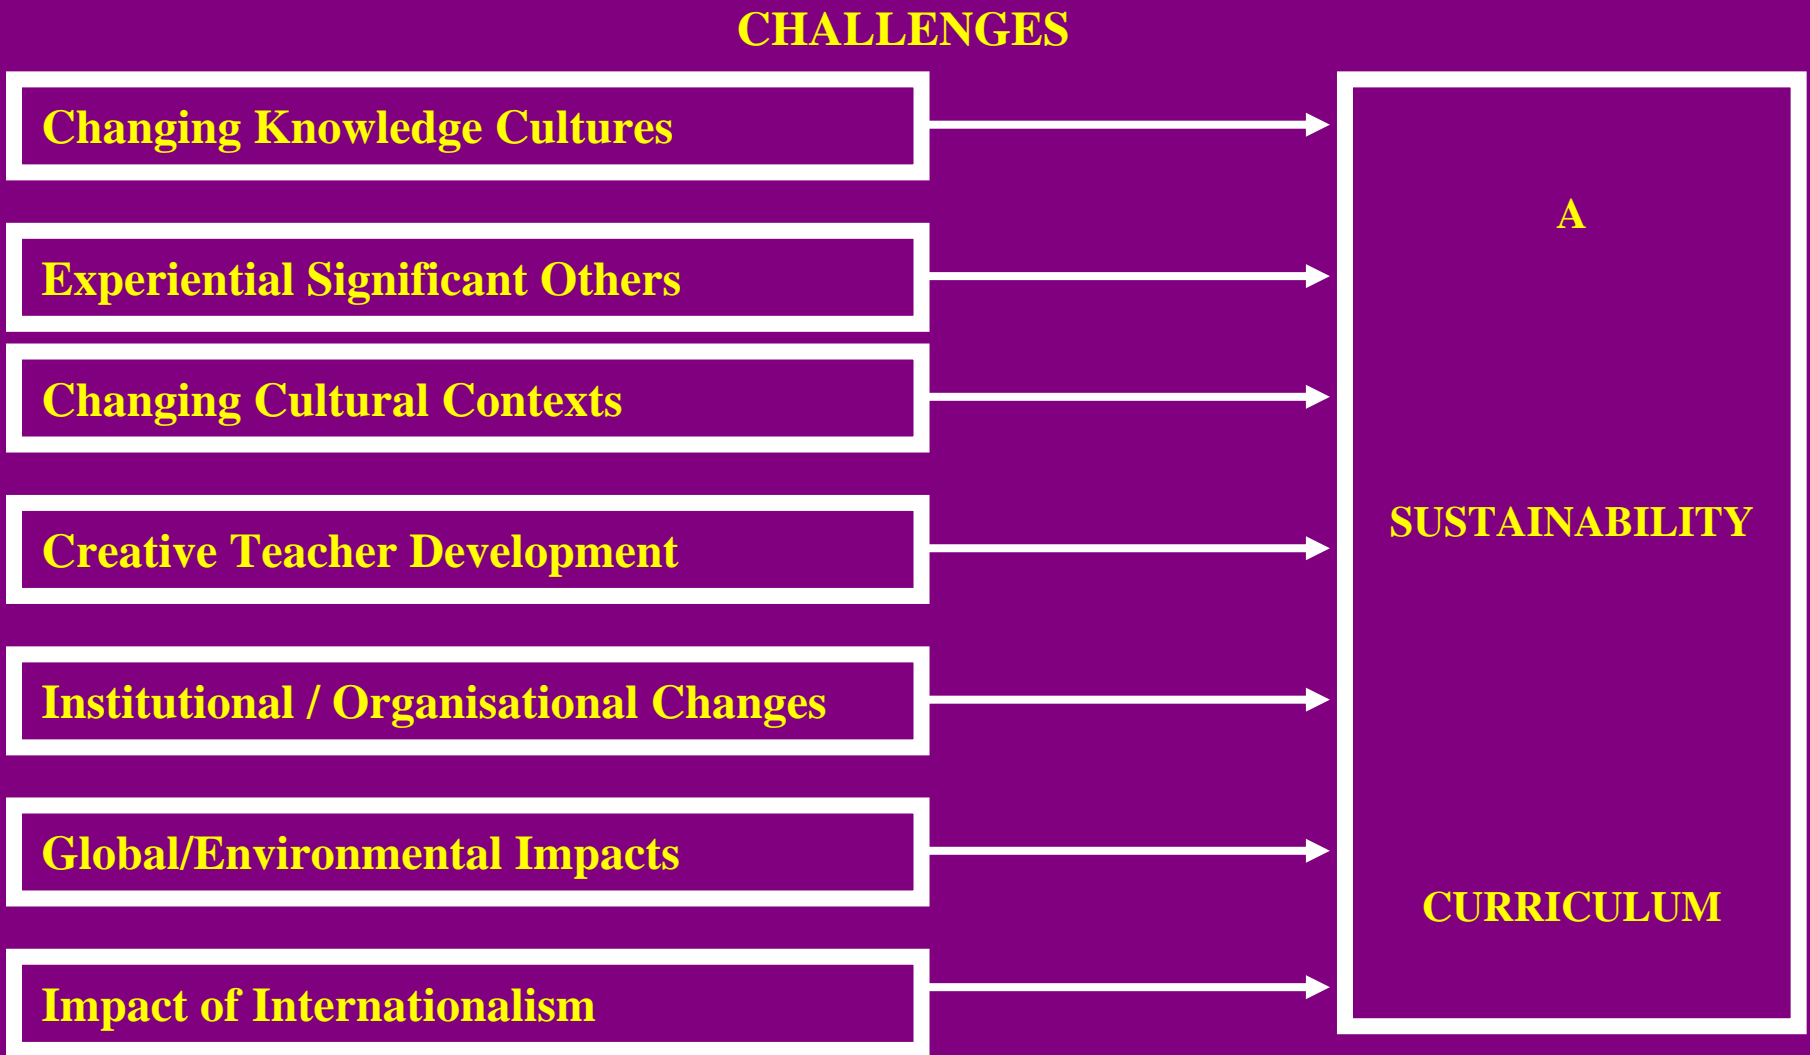 CHALLENGES
Changing Knowledge Cultures
Experiential Significant Others
Changing Cultural Contexts
Creative Teacher Development
Institutional / Organisational Changes
Global/Environmental Impacts
Impact of Internationalism
A
SUSTAINABILITY
CURRICULUM